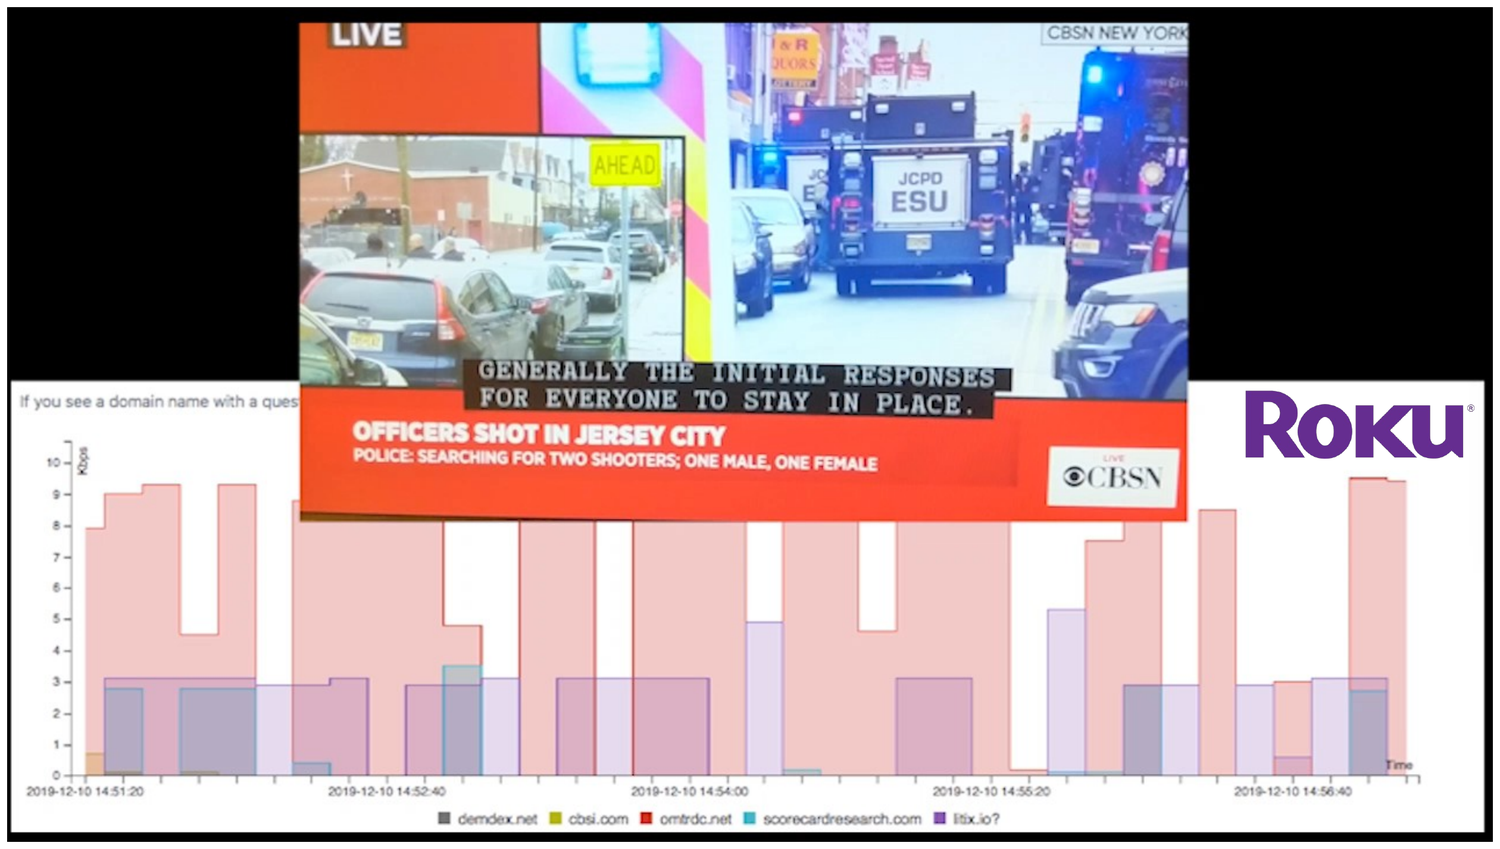 LIVE
CBSN NEW YORK
& R
QUORS
LOTTERY
AHEAD
JCPD
ESU
JC
E
GENERALLY THE INITIAL RESPONSES
FOR EVERYONE TO STAY IN PLACE.
OFFICERS SHOT IN JERSEY CITY
POLICE: SEARCHING FOR TWO SHOOTERS; ONE MALE, ONE FEMALE
LIVE
CBSN
ROKU®
If you see a domain name with a ques
Kbps
10
9
8
7
6
5
4
3
2
1
0
Time
2019-12-10 14:51:20
2019-12-10 14:52:40
2019-12-10 14:54:00
2019-12-10 14:55:20
2019-12-10 14:56:40
demdex.net
cbsi.com
omtrdc.net
scorecardresearch.com
litix.io?